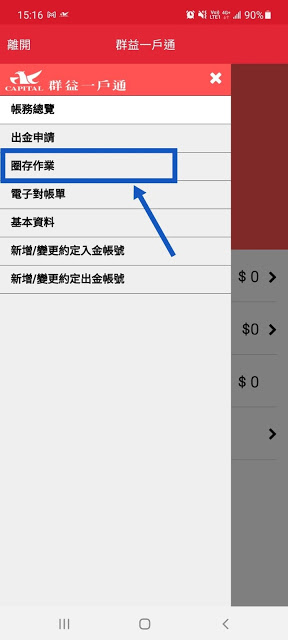 15:16
90%
離開
群益一戶通
CAPITAL 群益一戶通
帳務總覽
出金申請
圈存作業
電子對帳單
基本資料
新增/變更約定入金帳號
新增/變更約定出金帳號
$ 0
$0
$ 0